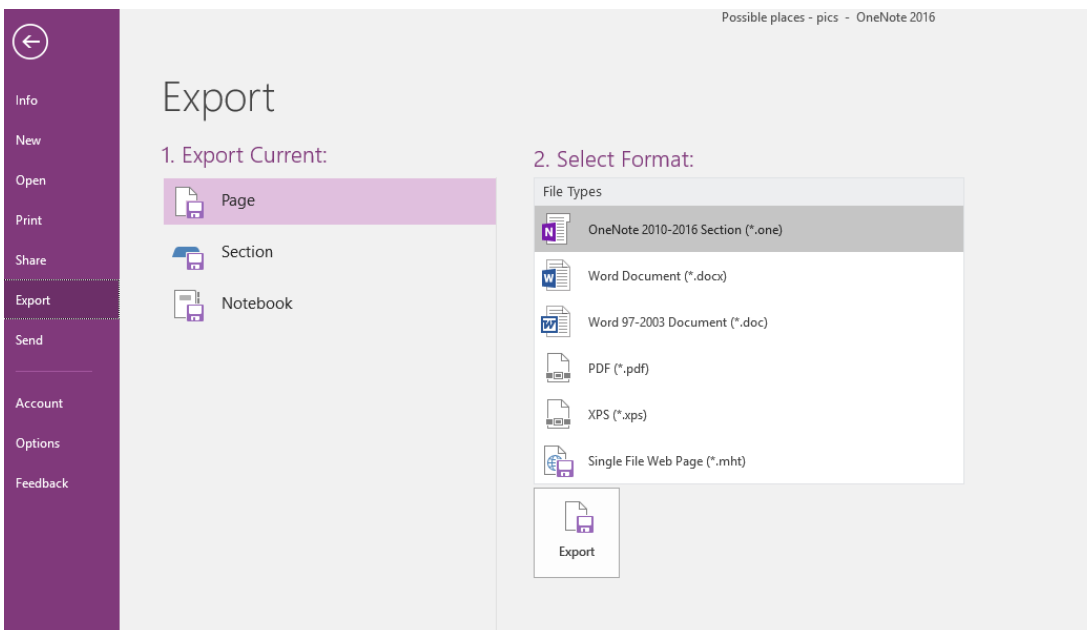 Possible places - pics - OneNote 2016
Info
New
Open
Print
Share
Export
Send
Account
Options
Feedback
Export
1. Export Current:
Page
Section
Notebook
2. Select Format:
File Types
OneNote 2010-2016 Section (*.one)
Word Document (*.docx)
Word 97-2003 Document (*.doc)
PDF (*.pdf)
XPS (*.xps)
Single File Web Page (*.mht)
Export